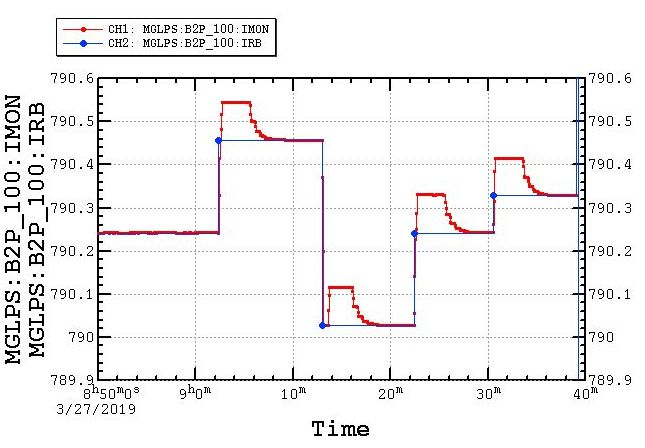 CH1: MGLPS:B2P_100:IMON
CH2: MGLPS:B2P_100:IRB
MGLPS:B2P_100:IMON
MGLPS:B2P_100:IRB
790.6
790.5
790.4
790.3
790.2
790.1
790
789.9
790.6
790.5
790.4
790.3
790.2
790.1
790
789.9
8h50m0s
9h0m
10m
20m
30m
40m
3/27/2019
Time